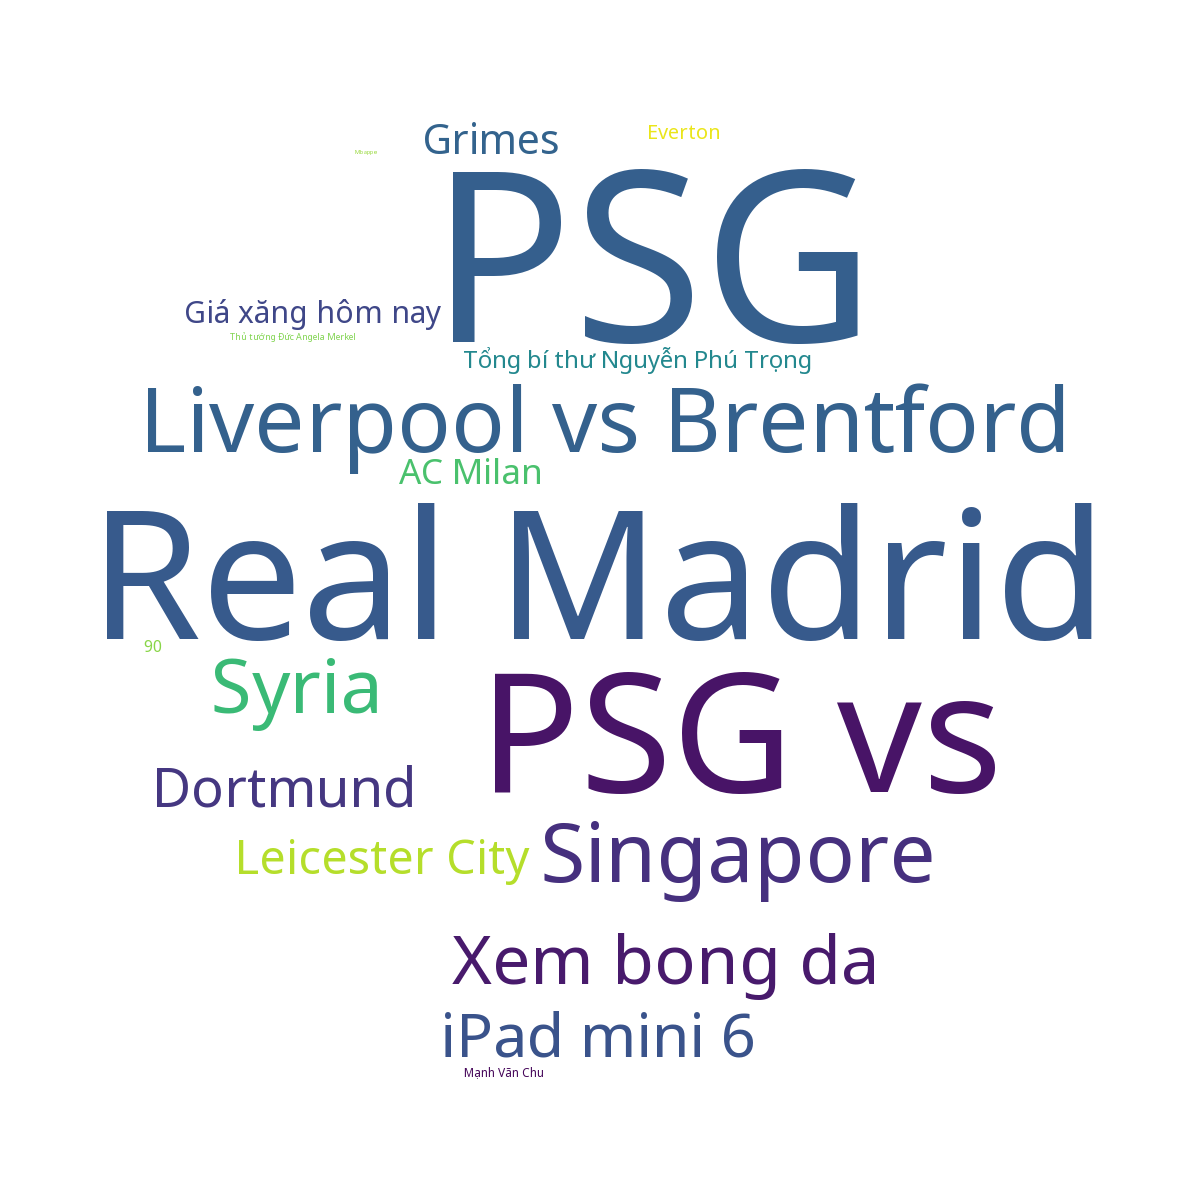 Grimes
Everton
Mbappe
PSG
Giá xăng hôm nay
Thủ tướng Đức Angela Merkel
Tổng bí thư Nguyễn Phú Trọng
Liverpool vs Brentford
AC Milan
Real Madrid
90
Syria
PSG vs
Dortmund
Leicester City
Singapore
Xem bong da
iPad mini 6
Mạnh Vãn Chu